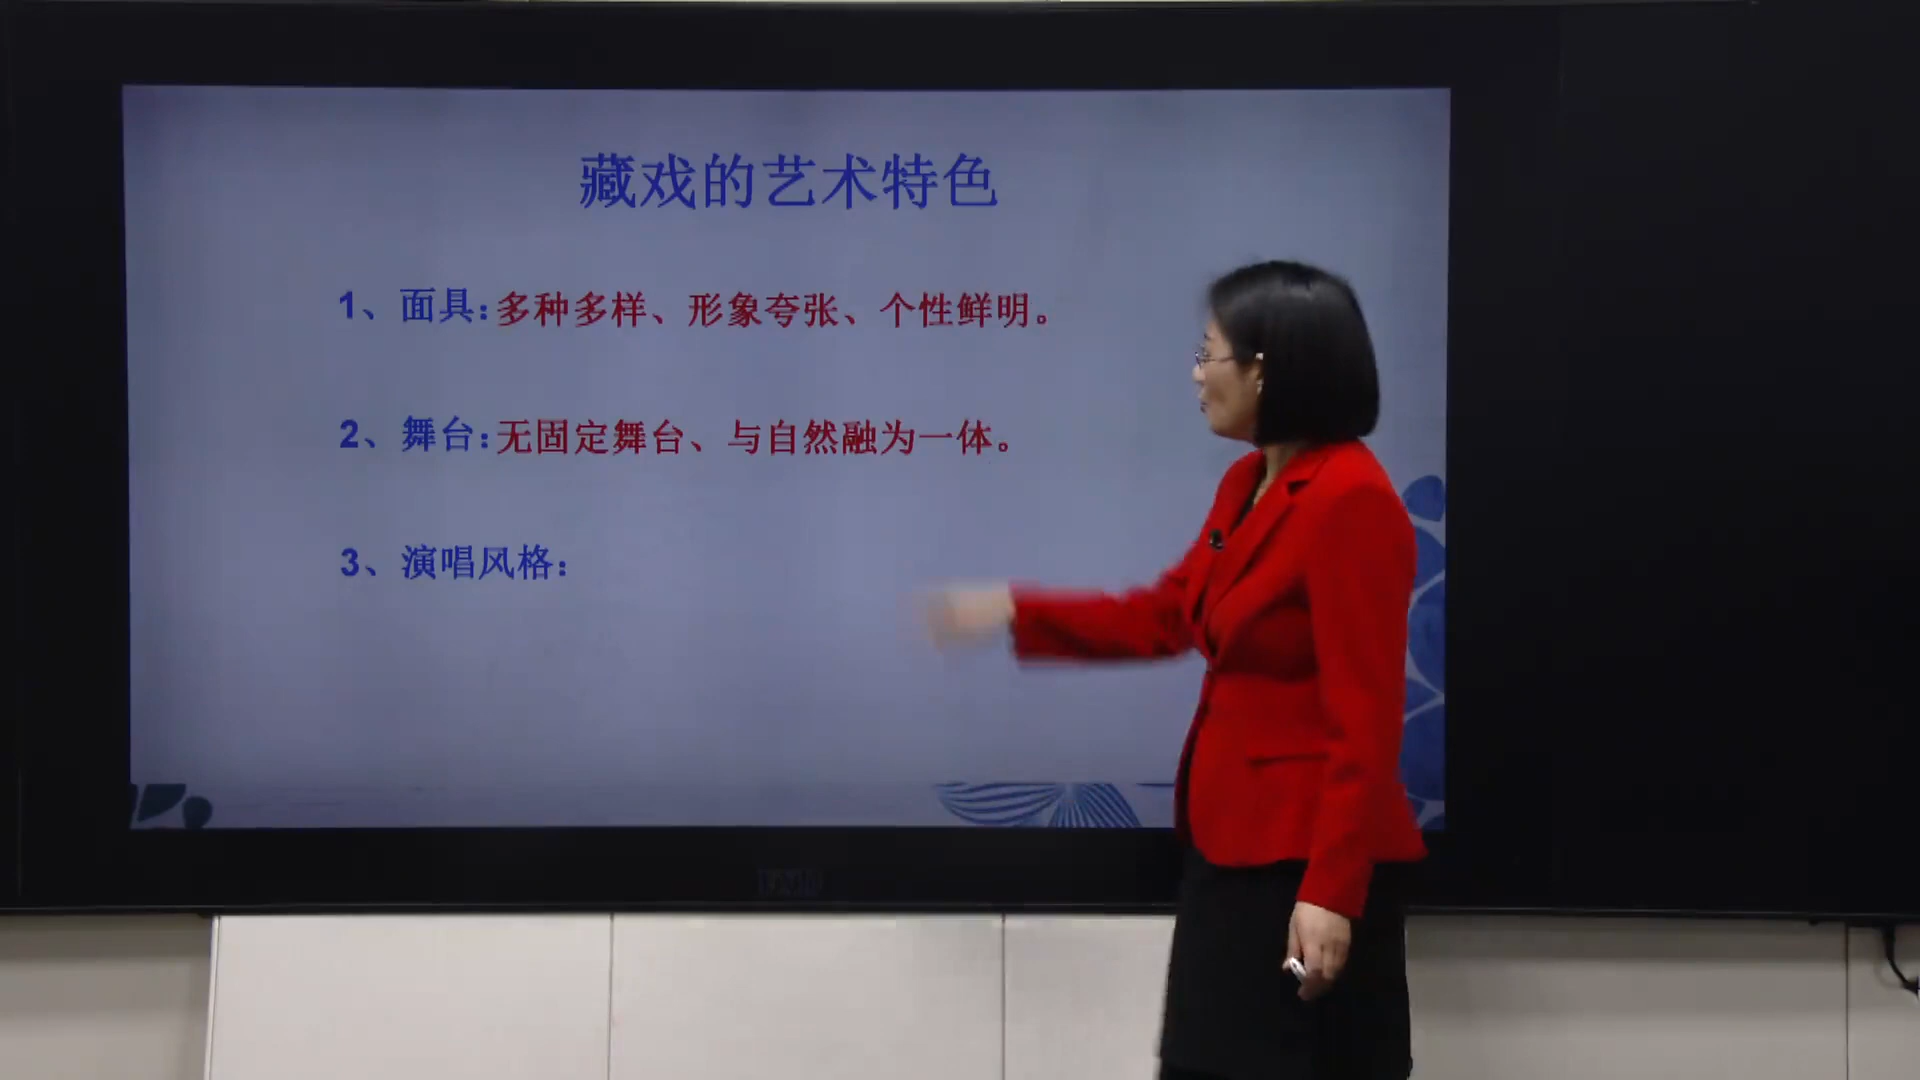 藏戏的艺术特色
1、面具:多种多样、形象夸张、个性鲜明。
2、舞台:无固定舞台、与自然融为一体。
3、演唱风格: